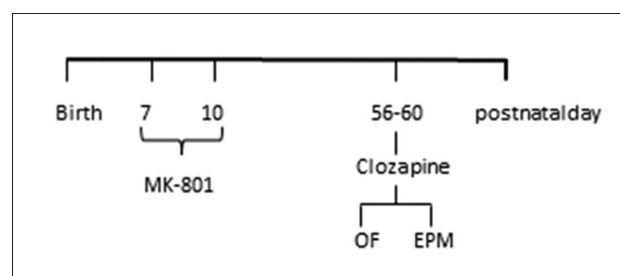 Birth 7 10 56-60 postnatalday
MK-801
Clozapine
OF EPM